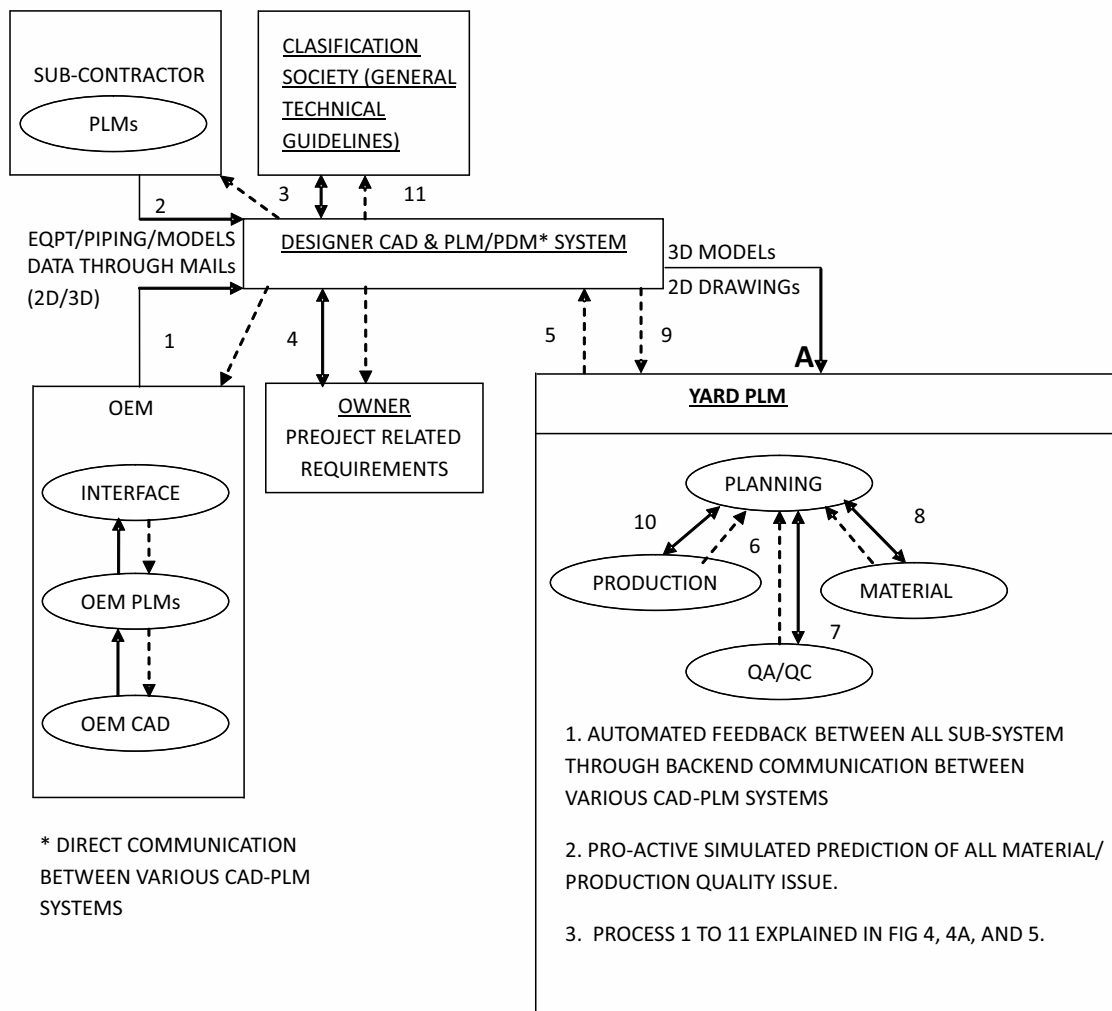 SUB-CONTRACTOR
PLMs
CLASIFICATION
SOCIETY (GENERAL
TECHNICAL
GUIDELINES)
2
3
11
EQPT/PIPING/MODELS
DATA THROUGH MAILs
(2D/3D)
DESIGNER CAD & PLM/PDM* SYSTEM
3D MODELs
2D DRAWINGs
1
4
5
9
A
OEM
INTERFACE
OEM PLMs
OEM CAD
OWNER
PREOJECT RELATED
REQUIREMENTS
YARD PLM
PLANNING
10
6
8
PRODUCTION
MATERIAL
7
QA/QC
* DIRECT COMMUNICATION
BETWEEN VARIOUS CAD-PLM
SYSTEMS
1. AUTOMATED FEEDBACK BETWEEN ALL SUB-SYSTEM
THROUGH BACKEND COMMUNICATION BETWEEN
VARIOUS CAD-PLM SYSTEMS
2. PRO-ACTIVE SIMULATED PREDICTION OF ALL MATERIAL/
PRODUCTION QUALITY ISSUE.
3. PROCESS 1 TO 11 EXPLAINED IN FIG 4, 4A, AND 5.